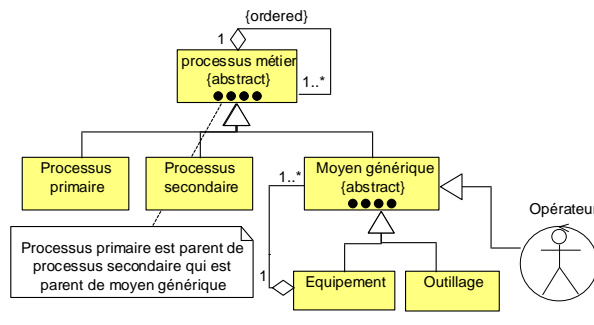 {ordered}
1
processus métier
{abstract}
1..*
Processus
primaire
Processus
secondaire
Moyen générique
{abstract}
1..*
Opérateur
Processus primaire est parent de
processus secondaire qui est
parent de moyen générique
1
Equipement
Outillage